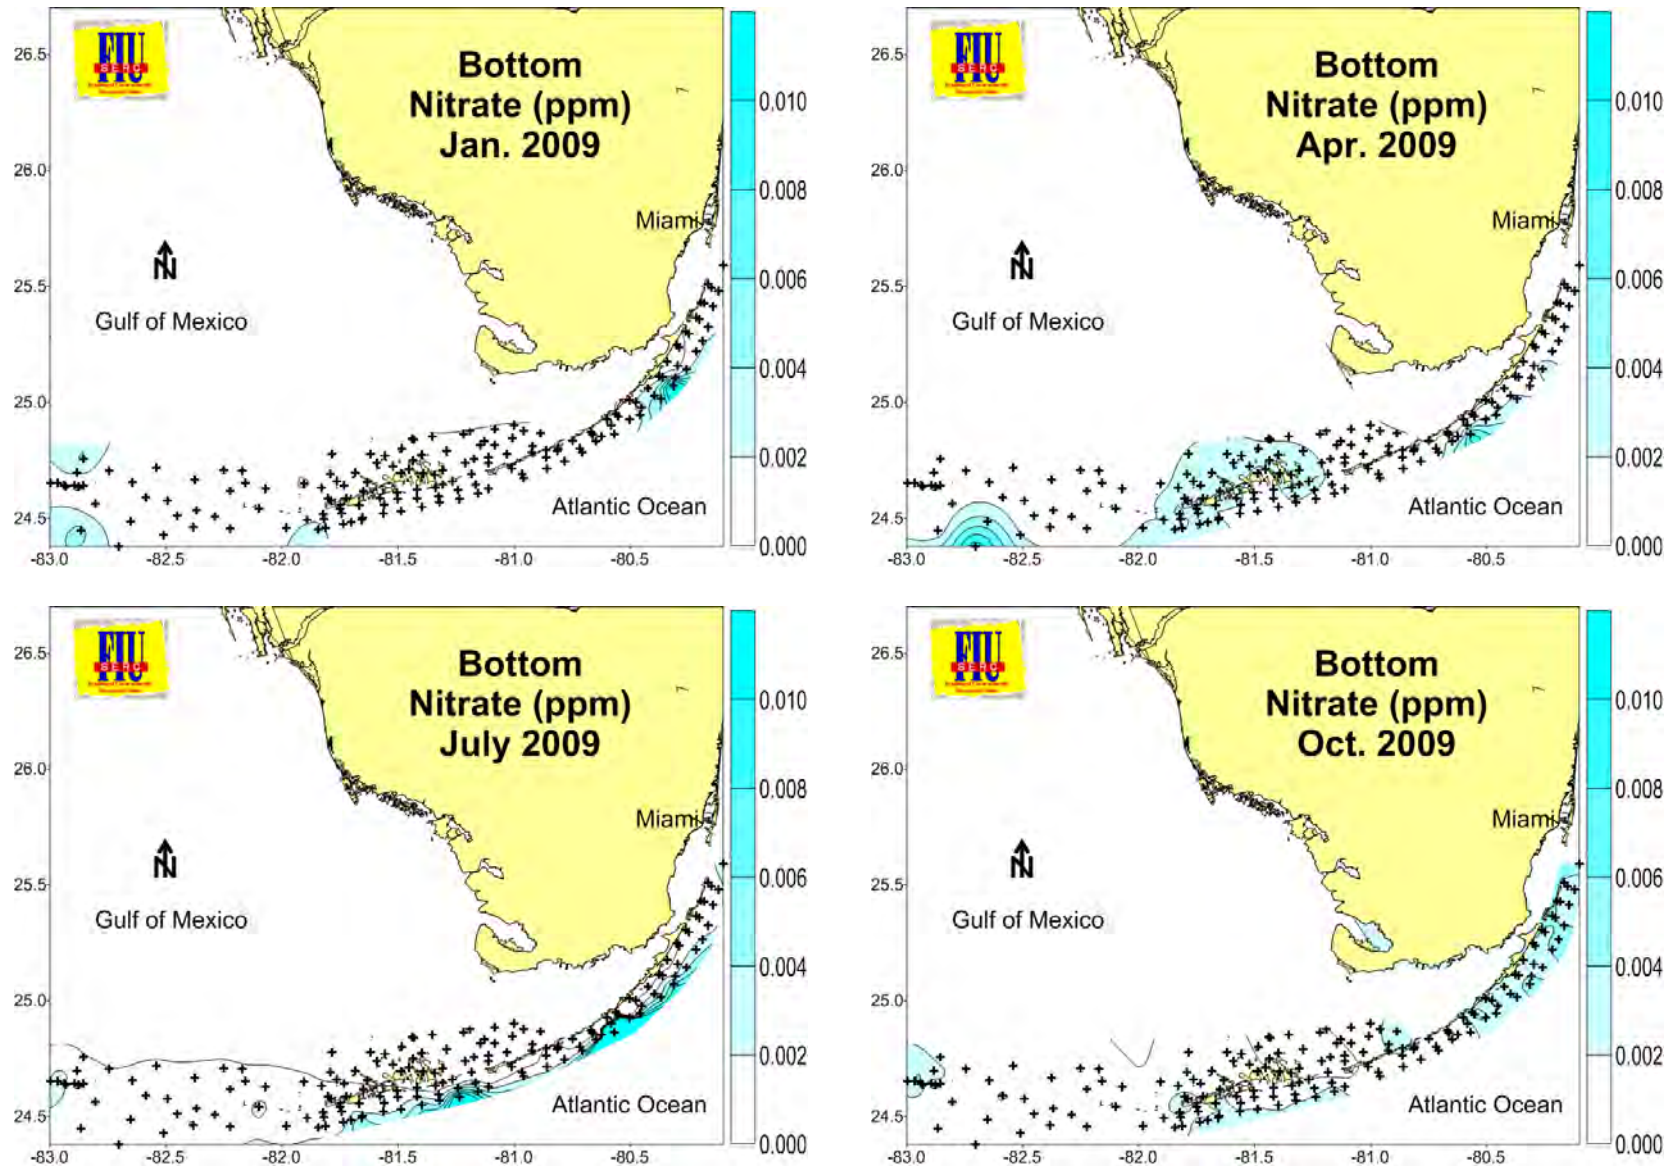 FIU
SERC
Bottom
Nitrate (ppm)
Jan. 2009
Miami
N
Gulf of Mexico
Atlantic Ocean
26.5
26.0
25.5
25.0
24.5
-83.0 -82.5 -82.0 -81.5 -81.0 -80.5
0.010
0.008
0.006
0.004
0.002
0.000
FIU
SERC
Bottom
Nitrate (ppm)
Apr. 2009
Miami
N
Gulf of Mexico
Atlantic Ocean
26.5
26.0
25.5
25.0
24.5
-83.0 -82.5 -82.0 -81.5 -81.0 -80.5
0.010
0.008
0.006
0.004
0.002
0.000
FIU
SERC
Bottom
Nitrate (ppm)
July 2009
Miami
N
Gulf of Mexico
Atlantic Ocean
26.5
26.0
25.5
25.0
24.5
-83.0 -82.5 -82.0 -81.5 -81.0 -80.5
0.010
0.008
0.006
0.004
0.002
0.000
FIU
SERC
Bottom
Nitrate (ppm)
Oct. 2009
Miami
N
Gulf of Mexico
Atlantic Ocean
26.5
26.0
25.5
25.0
24.5
-83.0 -82.5 -82.0 -81.5 -81.0 -80.5
0.010
0.008
0.006
0.004
0.002
0.000